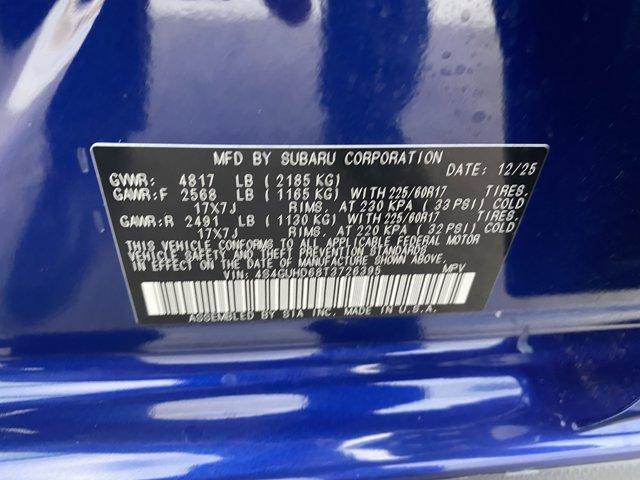 MFD BY SUBARU CORPORATION DATE: 12/25
GVWR: 4817 LB (2185 KG)
GAWR:F 2568 LB (1165 KG) WITH 225/60R17 TIRES,
17X7J RIMS, AT 230 KPA (33 PSI) COLD
GAWR:R 2491 LB (1130 KG) WITH 225/60R17 TIRES,
17X7J RIMS, AT 220 KPA (32 PSI) COLD
THIS VEHICLE CONFORMS TO ALL APPLICABLE FEDERAL MOTOR
VEHICLE SAFETY, AND THEFT PREVENTION STANDARDS
IN EFFECT ON THE DATE OF MANUFACTURE SHOWN ABOVE.
VIN: 4S4GUHD68T3726395 MPV
ASSEMBLED BY SIA INC. MADE IN U.S.A.